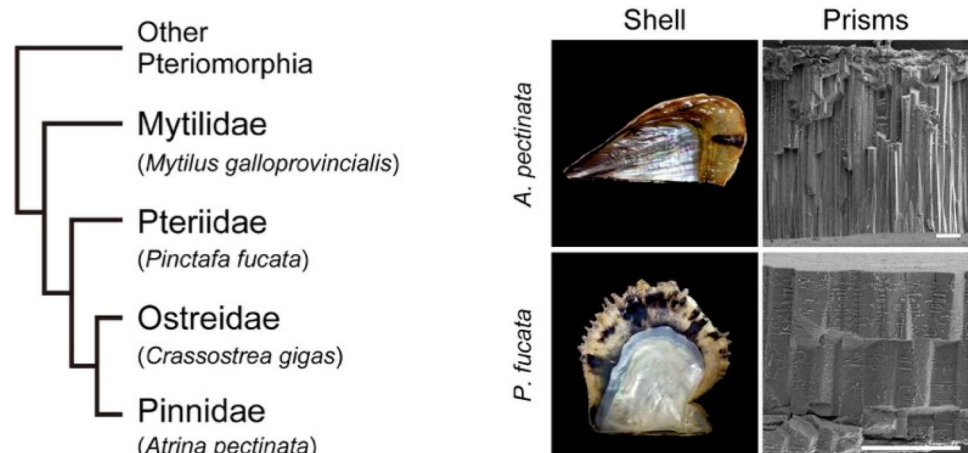 Other
Pteriomorphia
Mytilidae
(Mytilus galloprovincialis)
Pteriidae
(Pinctafa fucata)
Ostreidae
(Crassostrea gigas)
Pinnidae
(Atrina pectinata)
Shell Prisms
A. pectinata
P. fucata